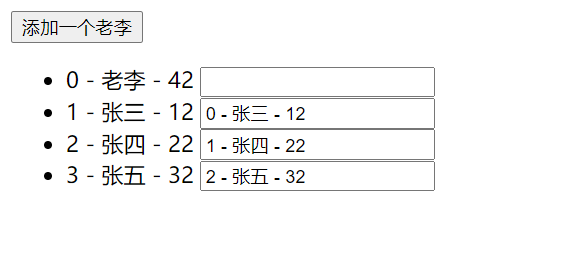 添加一个老李
0 - 老李 - 42
1 - 张三 - 12 0 - 张三 - 12
2 - 张四 - 22 1 - 张四 - 22
3 - 张五 - 32 2 - 张五 - 32